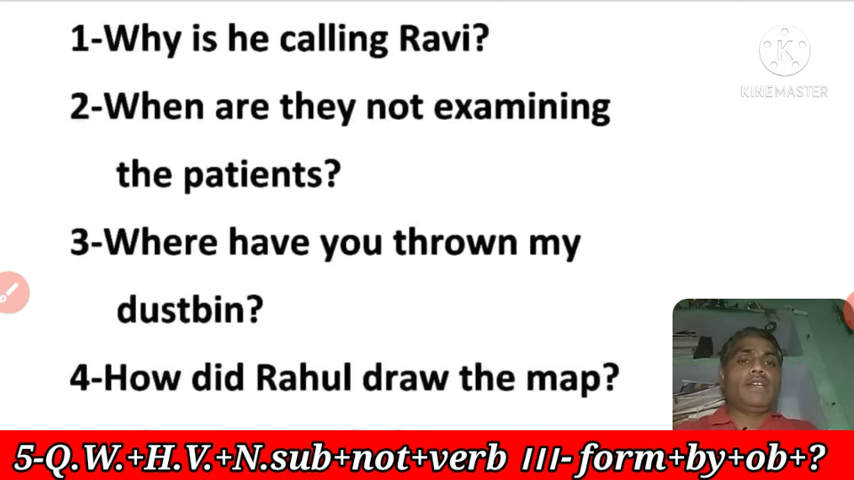 1-Why is he calling Ravi?
2-When are they not examining
the patients?
3-Where have you thrown my
dustbin?
4-How did Rahul draw the map?
5-Q.W.+H.V.+N.sub+not+verb III- form+by+ob+?
K
KINEMASTER